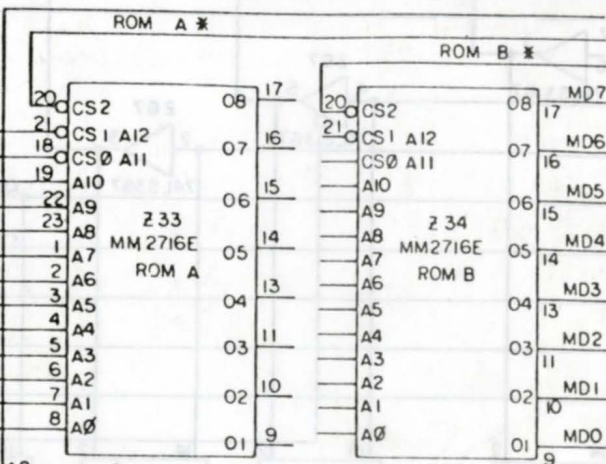 ROM A *
ROM B *
20 CS2
21 CS1 A12
18 CSØ A11
19 A10
22 A9
23 A8
1 A7
2 A6
3 A5
4 A4
5 A3
6 A2
7 A1
8 AØ
Z33
MM2716E
ROM A
O8 17
O7 16
O6 15
O5 14
O4 13
O3 11
O2 10
O1 9
20 CS2
21 CS1 A12
CSØ A11
A10
A9
A8
A7
A6
A5
A4
A3
A2
A1
AØ
Z34
MM2716E
ROM B
O8 17 MD7
O7 16 MD6
O6 15 MD5
O5 14 MD4
O4 13 MD3
O3 11 MD2
O2 10 MD1
O1 9 MD0